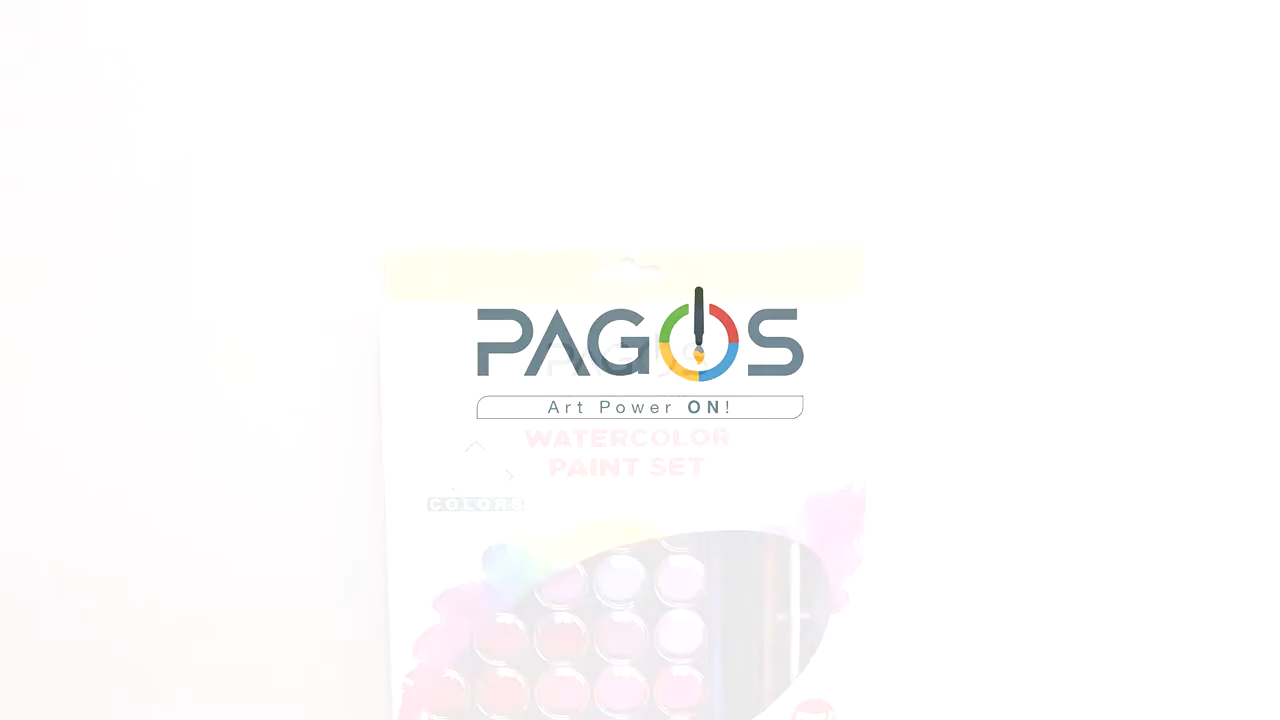 PAGOS
Art Power ON!
WATERCOLOR
PAINT SET
COLORS